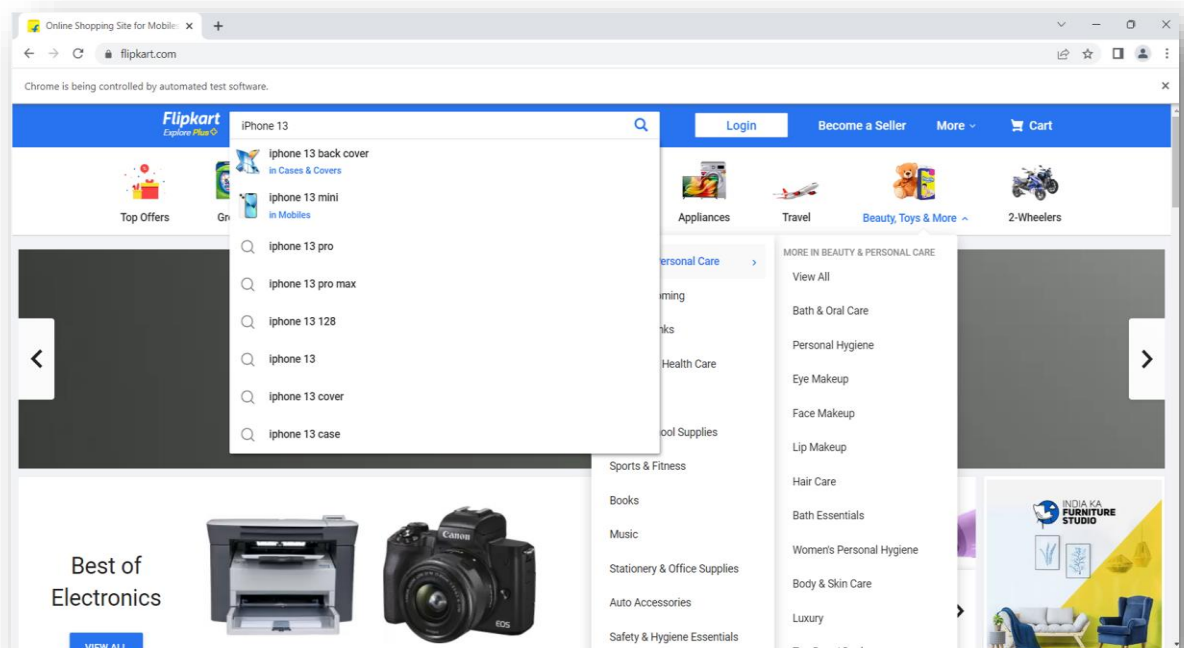 Online Shopping Site for Mobiles
flipkart.com
Chrome is being controlled by automated test software.
Flipkart
Explore Plus
iPhone 13
Login
Become a Seller
More
Cart
iphone 13 back cover
in Cases & Covers
iphone 13 mini
in Mobiles
iphone 13 pro
iphone 13 pro max
iphone 13 128
iphone 13
iphone 13 cover
iphone 13 case
Top Offers
Gr
Appliances
Travel
Beauty, Toys & More
2-Wheelers
ersonal Care
oming
nks
Health Care
ool Supplies
Sports & Fitness
Books
Music
Stationery & Office Supplies
Auto Accessories
Safety & Hygiene Essentials
MORE IN BEAUTY & PERSONAL CARE
View All
Bath & Oral Care
Personal Hygiene
Eye Makeup
Face Makeup
Lip Makeup
Hair Care
Bath Essentials
Women's Personal Hygiene
Body & Skin Care
Luxury
Best of
Electronics
VIEW ALL
Canon
EOS
INDIA KA
FURNITURE
STUDIO